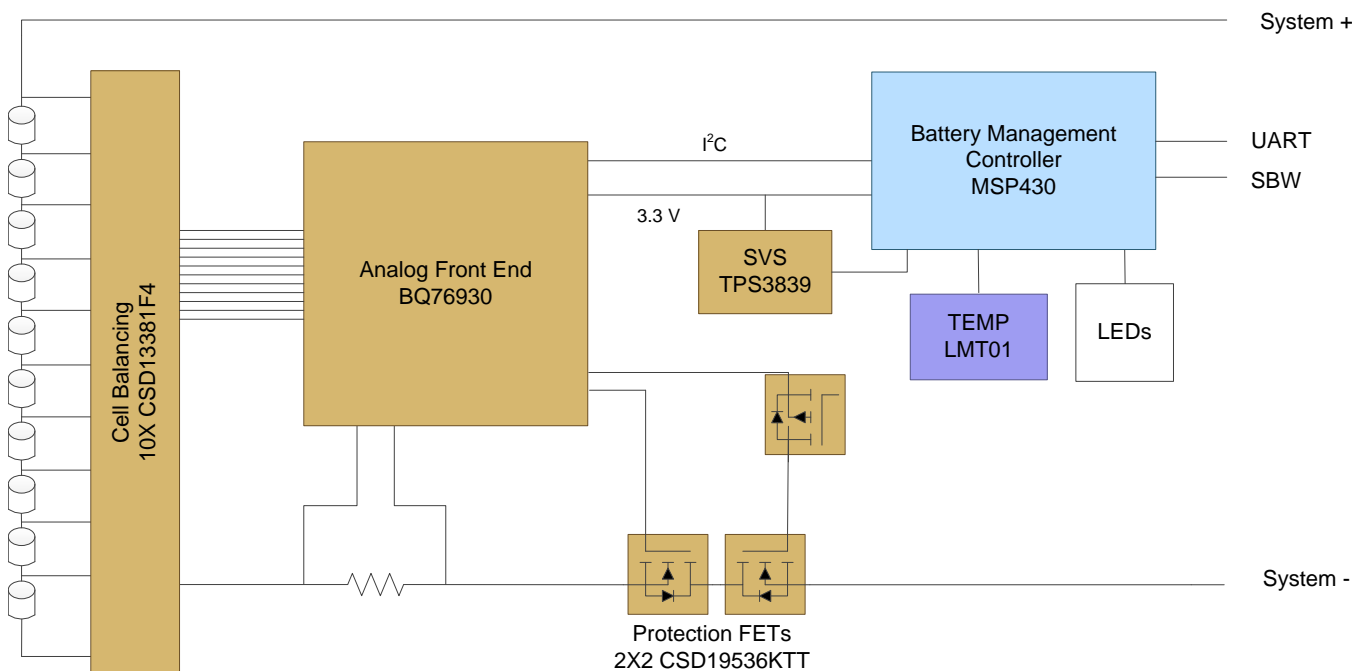 System +
Battery Management
Controller
MSP430
UART
SBW
I²C
3.3 V
Analog Front End
BQ76930
SVS
TPS3839
TEMP
LMT01
LEDs
Cell Balancing
10X CSD13381F4
System -
Protection FETs
2X2 CSD19536KTT